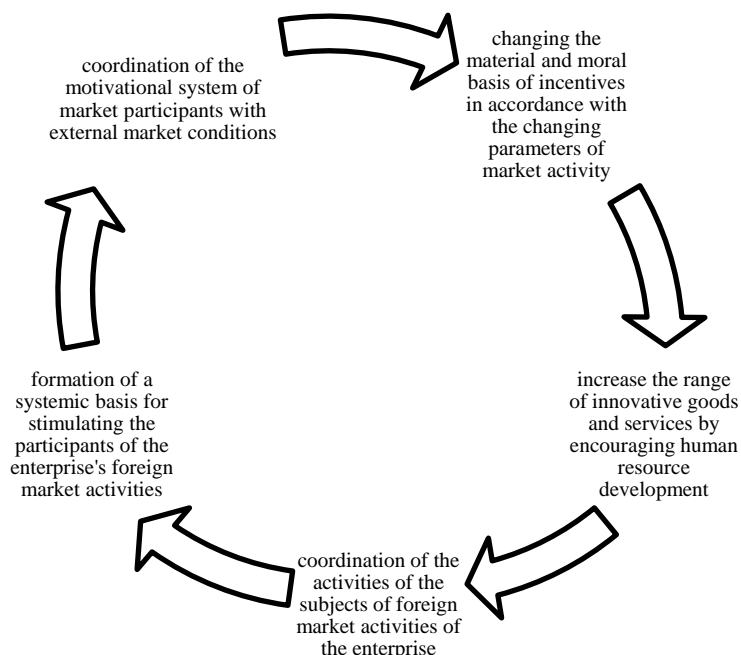 coordination of the
motivational system of
market participants with
external market conditions
changing the
material and moral
basis of incentives
in accordance with
the changing
parameters of
market activity
increase the range
of innovative goods
and services by
encouraging human
resource
development
coordination of the
activities of the
subjects of foreign
market activities of
the enterprise
formation of a
systemic basis for
stimulating the
participants of the
enterprise's foreign
market activities